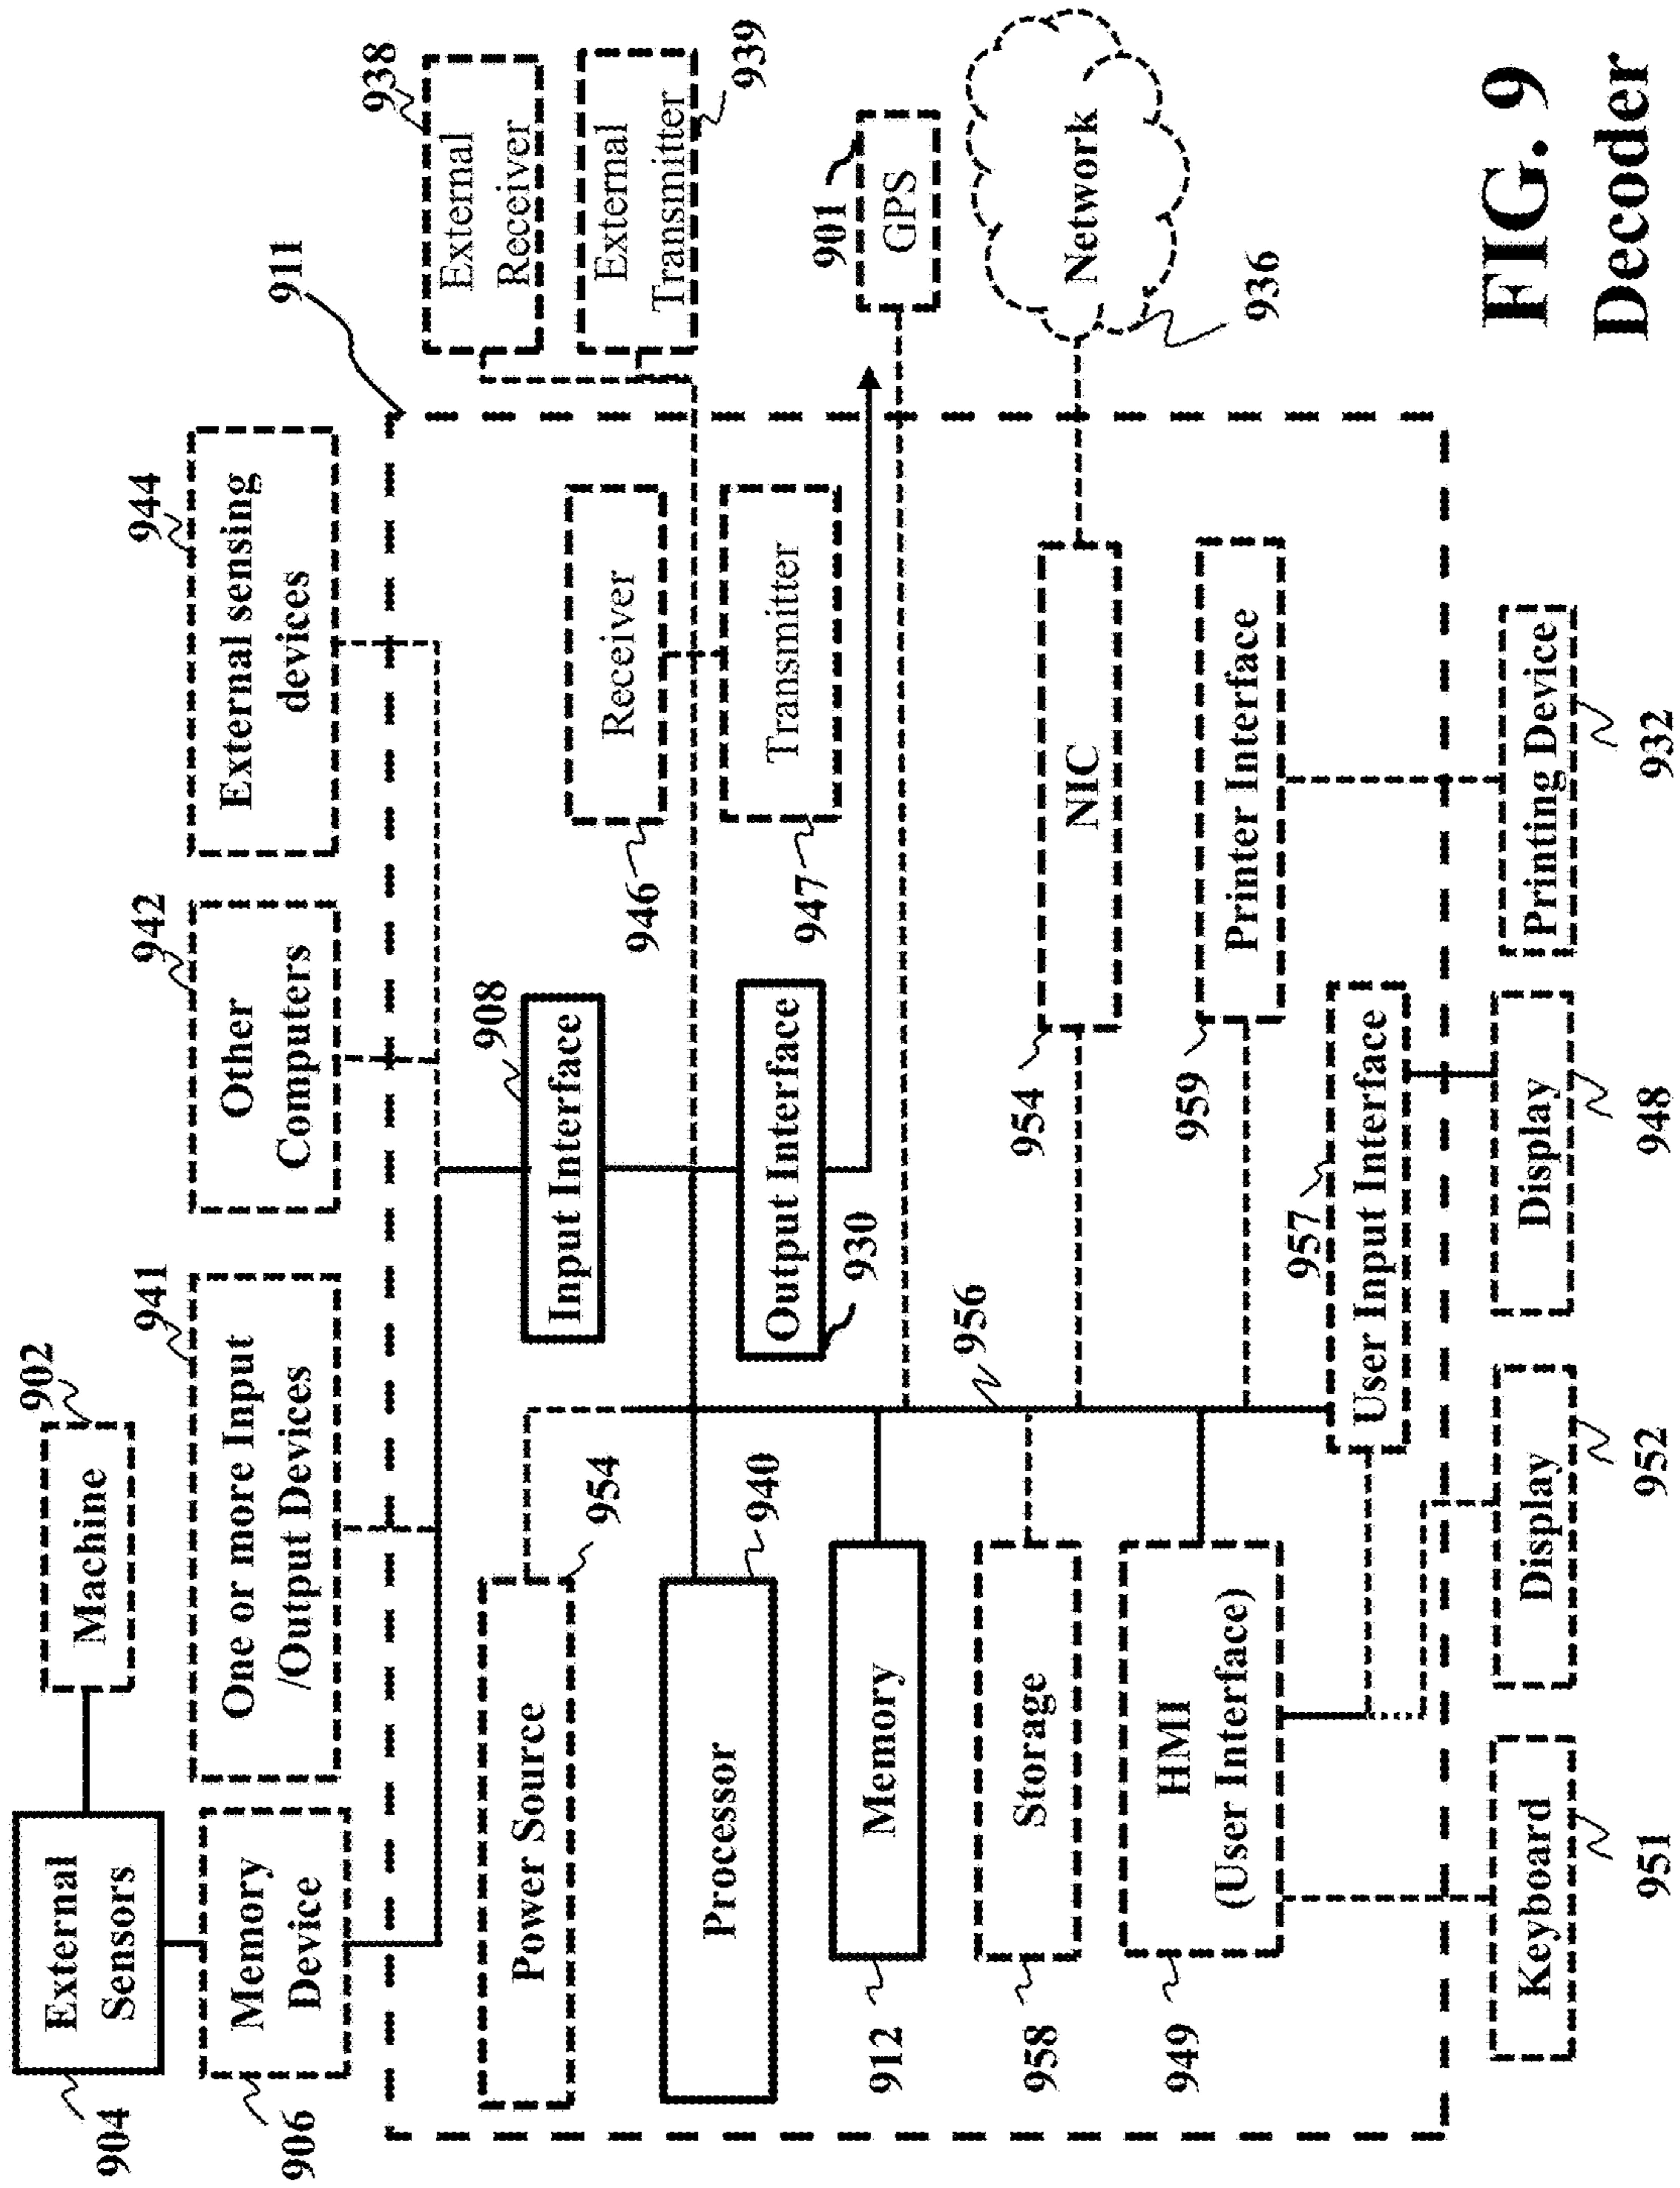 904
External
Sensors
902
Machine
906
Memory
Device
941
One or more Input
/Output Devices
942
Other
Computers
944
External sensing
devices
911
938
External
Receiver
939
External
Transmitter
901
GPS
Network
936
954
Power Source
940
Processor
912
Memory
958
Storage
949
HMI
(User Interface)
908
Input Interface
930
Output Interface
946
Receiver
947
Transmitter
956
954
NIC
959
Printer Interface
957
User Input Interface
Keyboard
951
Display
952
Display
948
Printing Device
932
FIG. 9
Decoder